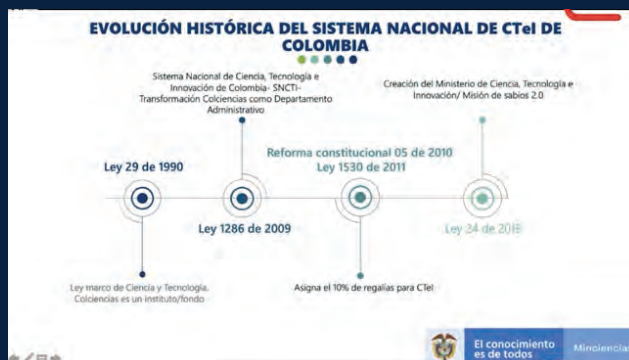 EVOLUCIÓN HISTÓRICA DEL SISTEMA NACIONAL DE CTeI DE
COLOMBIA
Sistema Nacional de Ciencia, Tecnología e
Innovación de Colombia- SNCTI-
Transformación Colciencias como Departamento
Administrativo
Creación del Ministerio de Ciencia, Tecnología e
Innovación/ Misión de sabios 2.0
Ley 29 de 1990
Reforma constitucional 05 de 2010
Ley 1530 de 2011
Ley 1286 de 2009
Ley 24 de
Ley marco de Ciencia y Tecnología.
Colciencias es un instituto/fondo
Asigna el 10% de regalías para CTeI
El conocimiento
es de todos
Minciencias